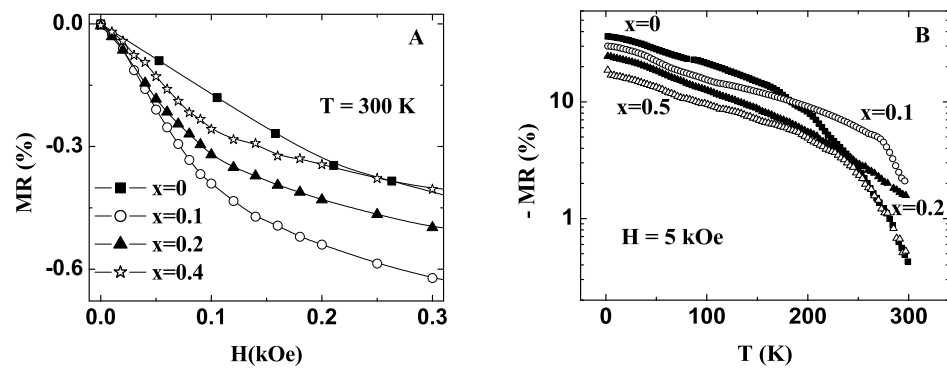 A
T = 300 K
0.0
-0.3
-0.6
MR (%)
x=0
x=0.1
x=0.2
x=0.4
0.0 0.1 0.2 0.3
H(kOe)
B
x=0
x=0.1
x=0.5
x=0.2
H = 5 kOe
10
1
- MR (%)
0 100 200 300
T (K)